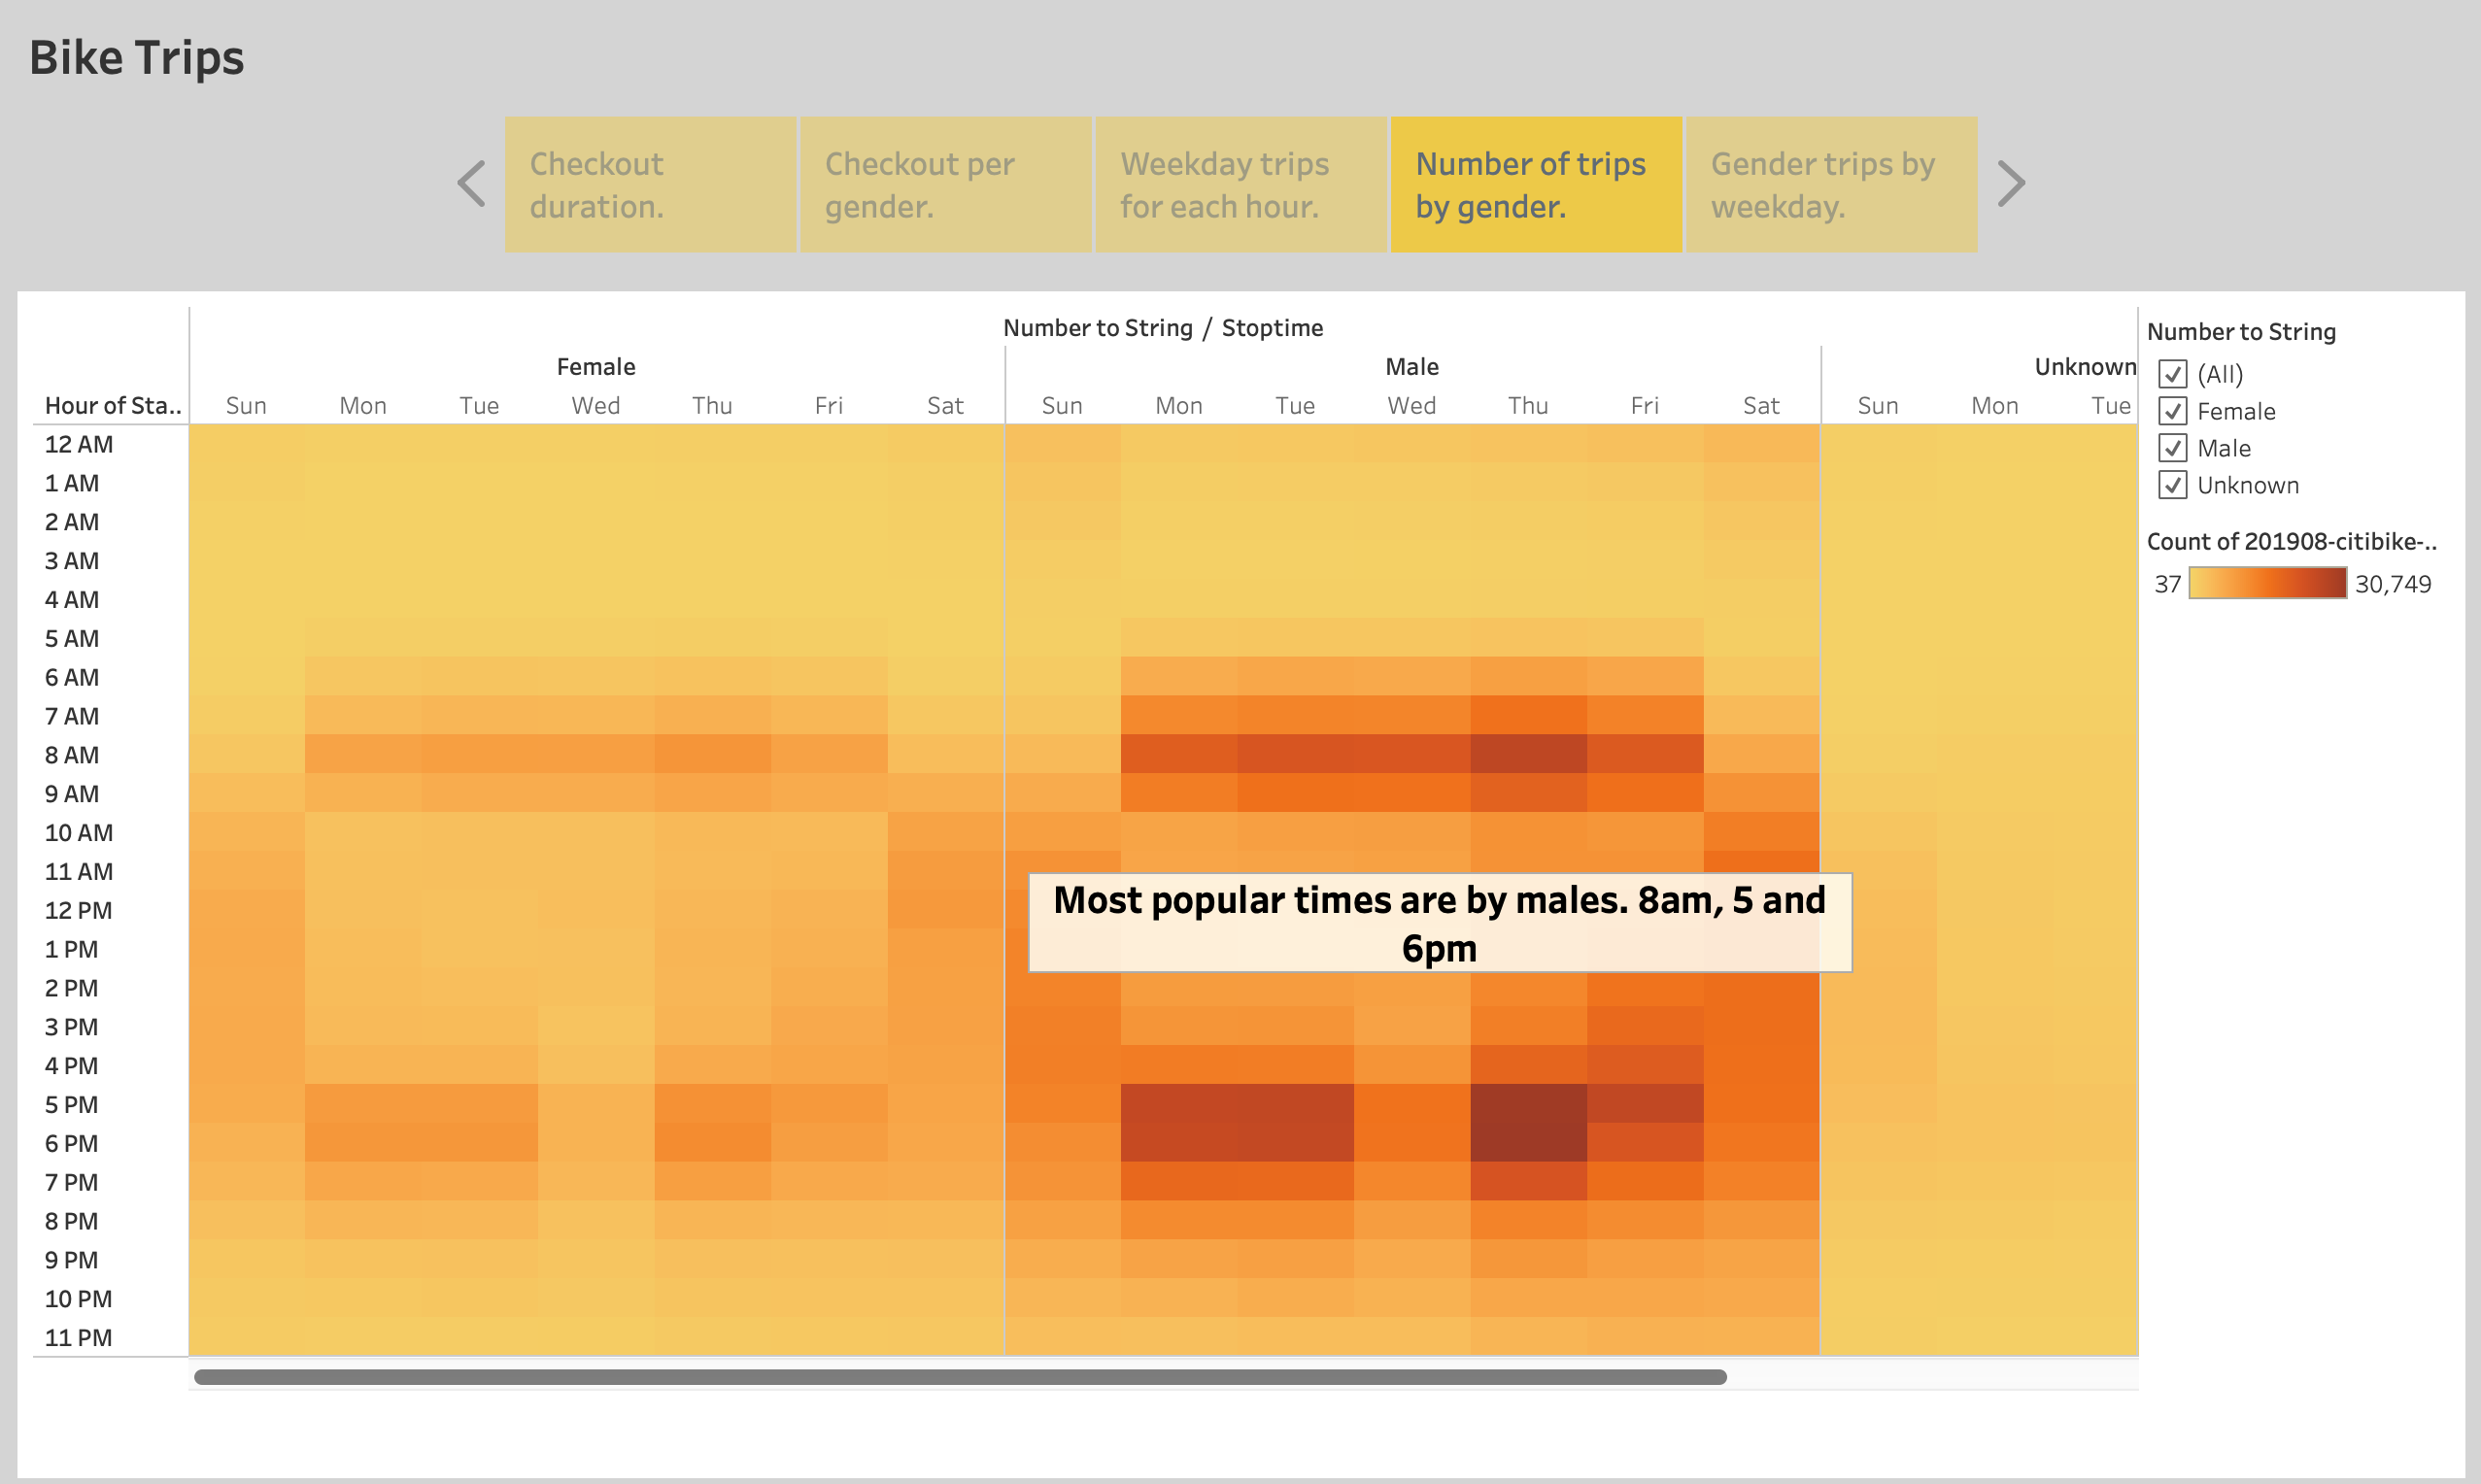 Bike Trips
Checkout
duration.
Checkout per
gender.
Weekday trips
for each hour.
Number of trips
by gender.
Gender trips by
weekday.
Number to String / Stoptime
Female Male Unknown
Hour of Sta.. Sun Mon Tue Wed Thu Fri Sat Sun Mon Tue Wed Thu Fri Sat Sun Mon Tue
12 AM
1 AM
2 AM
3 AM
4 AM
5 AM
6 AM
7 AM
8 AM
9 AM
10 AM
11 AM
12 PM
1 PM
2 PM
3 PM
4 PM
5 PM
6 PM
7 PM
8 PM
9 PM
10 PM
11 PM
Most popular times are by males. 8am, 5 and
6pm
Number to String
(All)
Female
Male
Unknown
Count of 201908-citibike-..
37 30,749